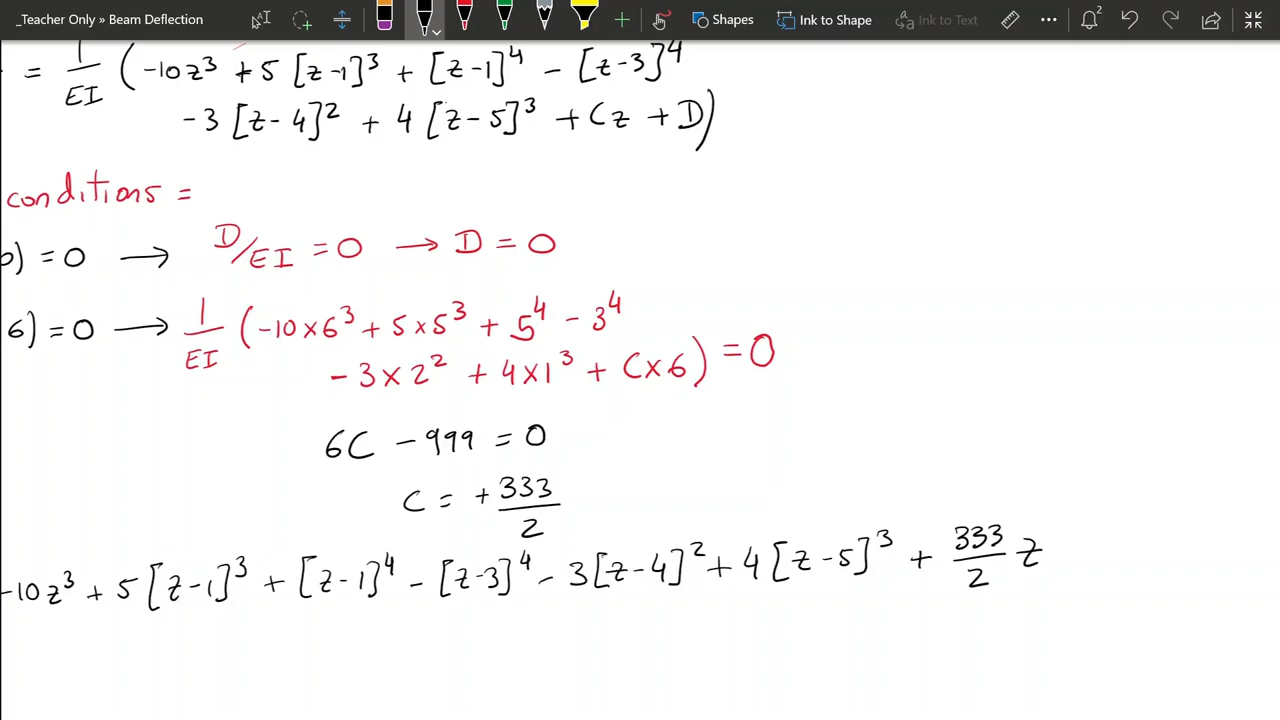 _Teacher Only » Beam Deflection
Shapes Ink to Shape Ink to Text
= 1/EI (-10z³ + 5 [z-1]³ + [z-1]⁴ - [z-3]⁴
-3 [z-4]² + 4 [z-5]³ + Cz + D)
conditions =
) = 0 → D/EI = 0 → D = 0
6) = 0 → 1/EI (-10×6³ + 5×5³ + 5⁴ - 3⁴
-3×2² + 4×1³ + C×6) = 0
6C - 999 = 0
C = +333/2
-10z³ + 5 [z-1]³ + [z-1]⁴ - [z-3]⁴ - 3[z-4]² + 4 [z-5]³ + 333/2 z